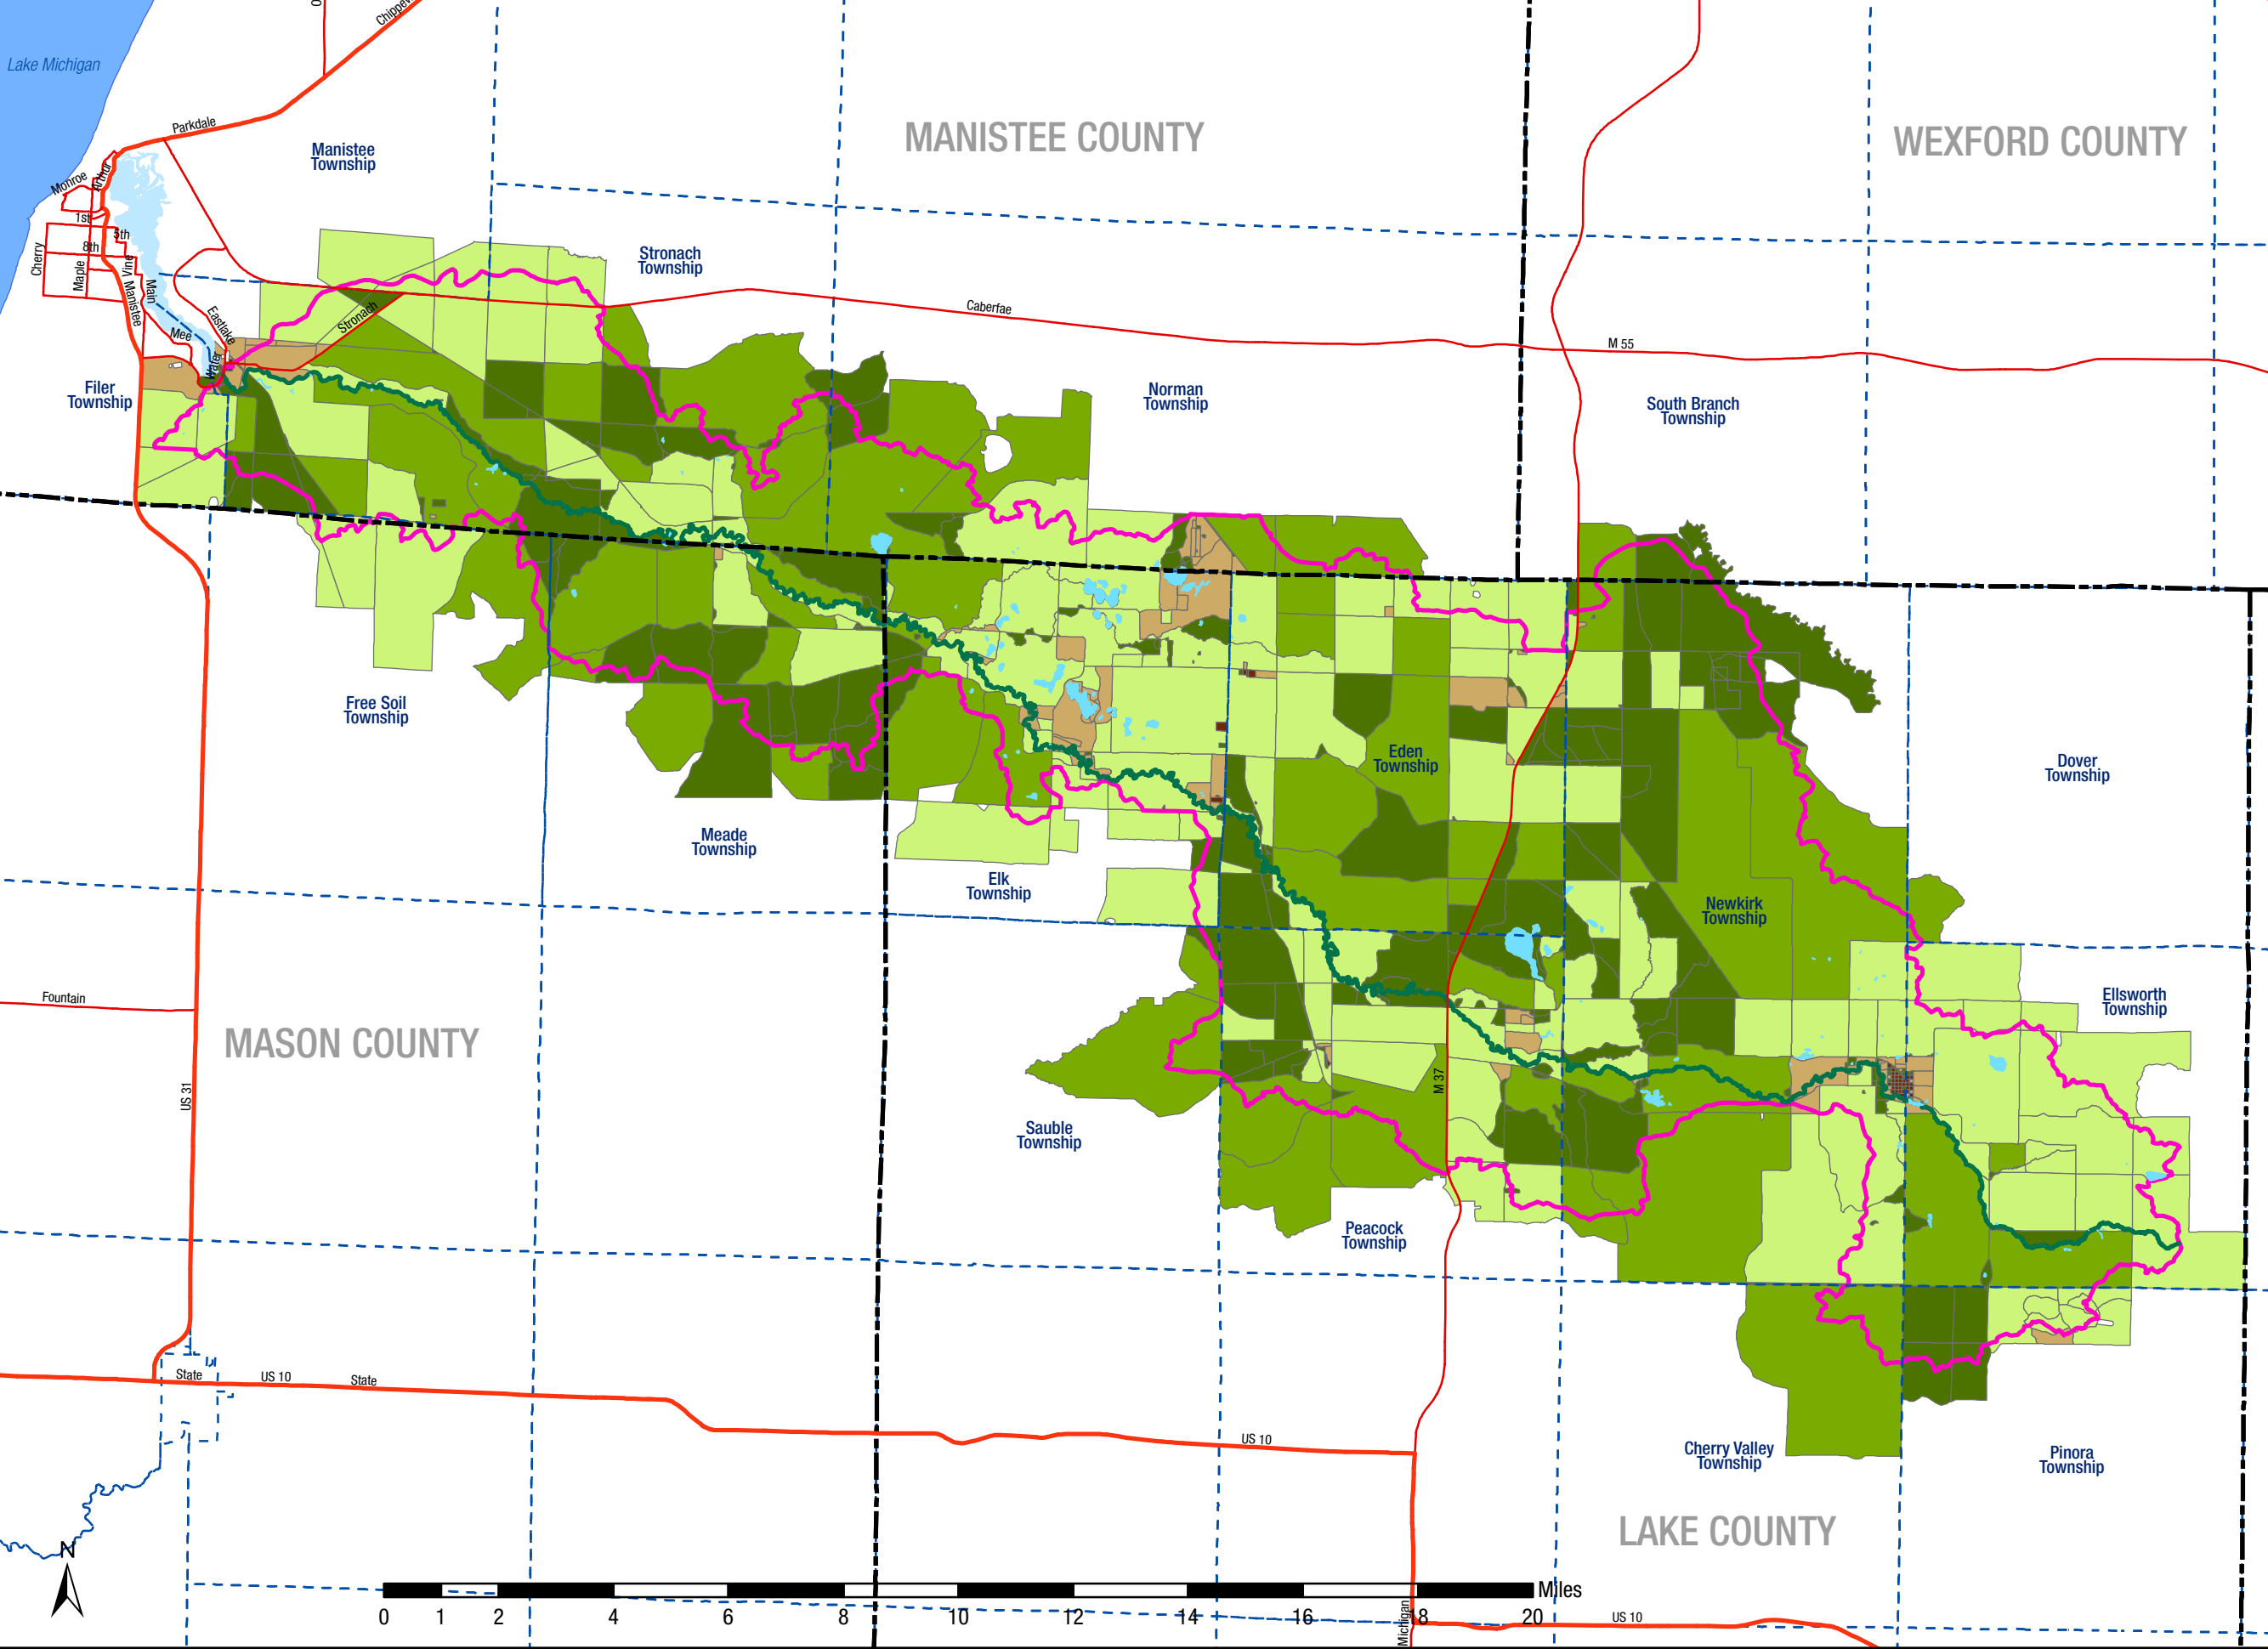 Chippew
Lake Michigan
Parkdale
MANISTEE COUNTY
WEXFORD COUNTY
Manistee
Township
Monroe
Arthur
1st
5th
8th
Cherry
Maple
Vine
Main
Manistee
Mee
Eastlake
Water
Stronach
Stronach
Township
Caberfae
M 55
Filer
Township
Norman
Township
South Branch
Township
Free Soil
Township
Eden
Township
Dover
Township
Meade
Township
Elk
Township
Newkirk
Township
Fountain
MASON COUNTY
Ellsworth
Township
US 31
M 37
Sauble
Township
Peacock
Township
State
US 10
State
US 10
Cherry Valley
Township
Pinora
Township
LAKE COUNTY
N
Miles
0 1 2 4 6 8 10 12 14 16 18 20
Michigan
US 10